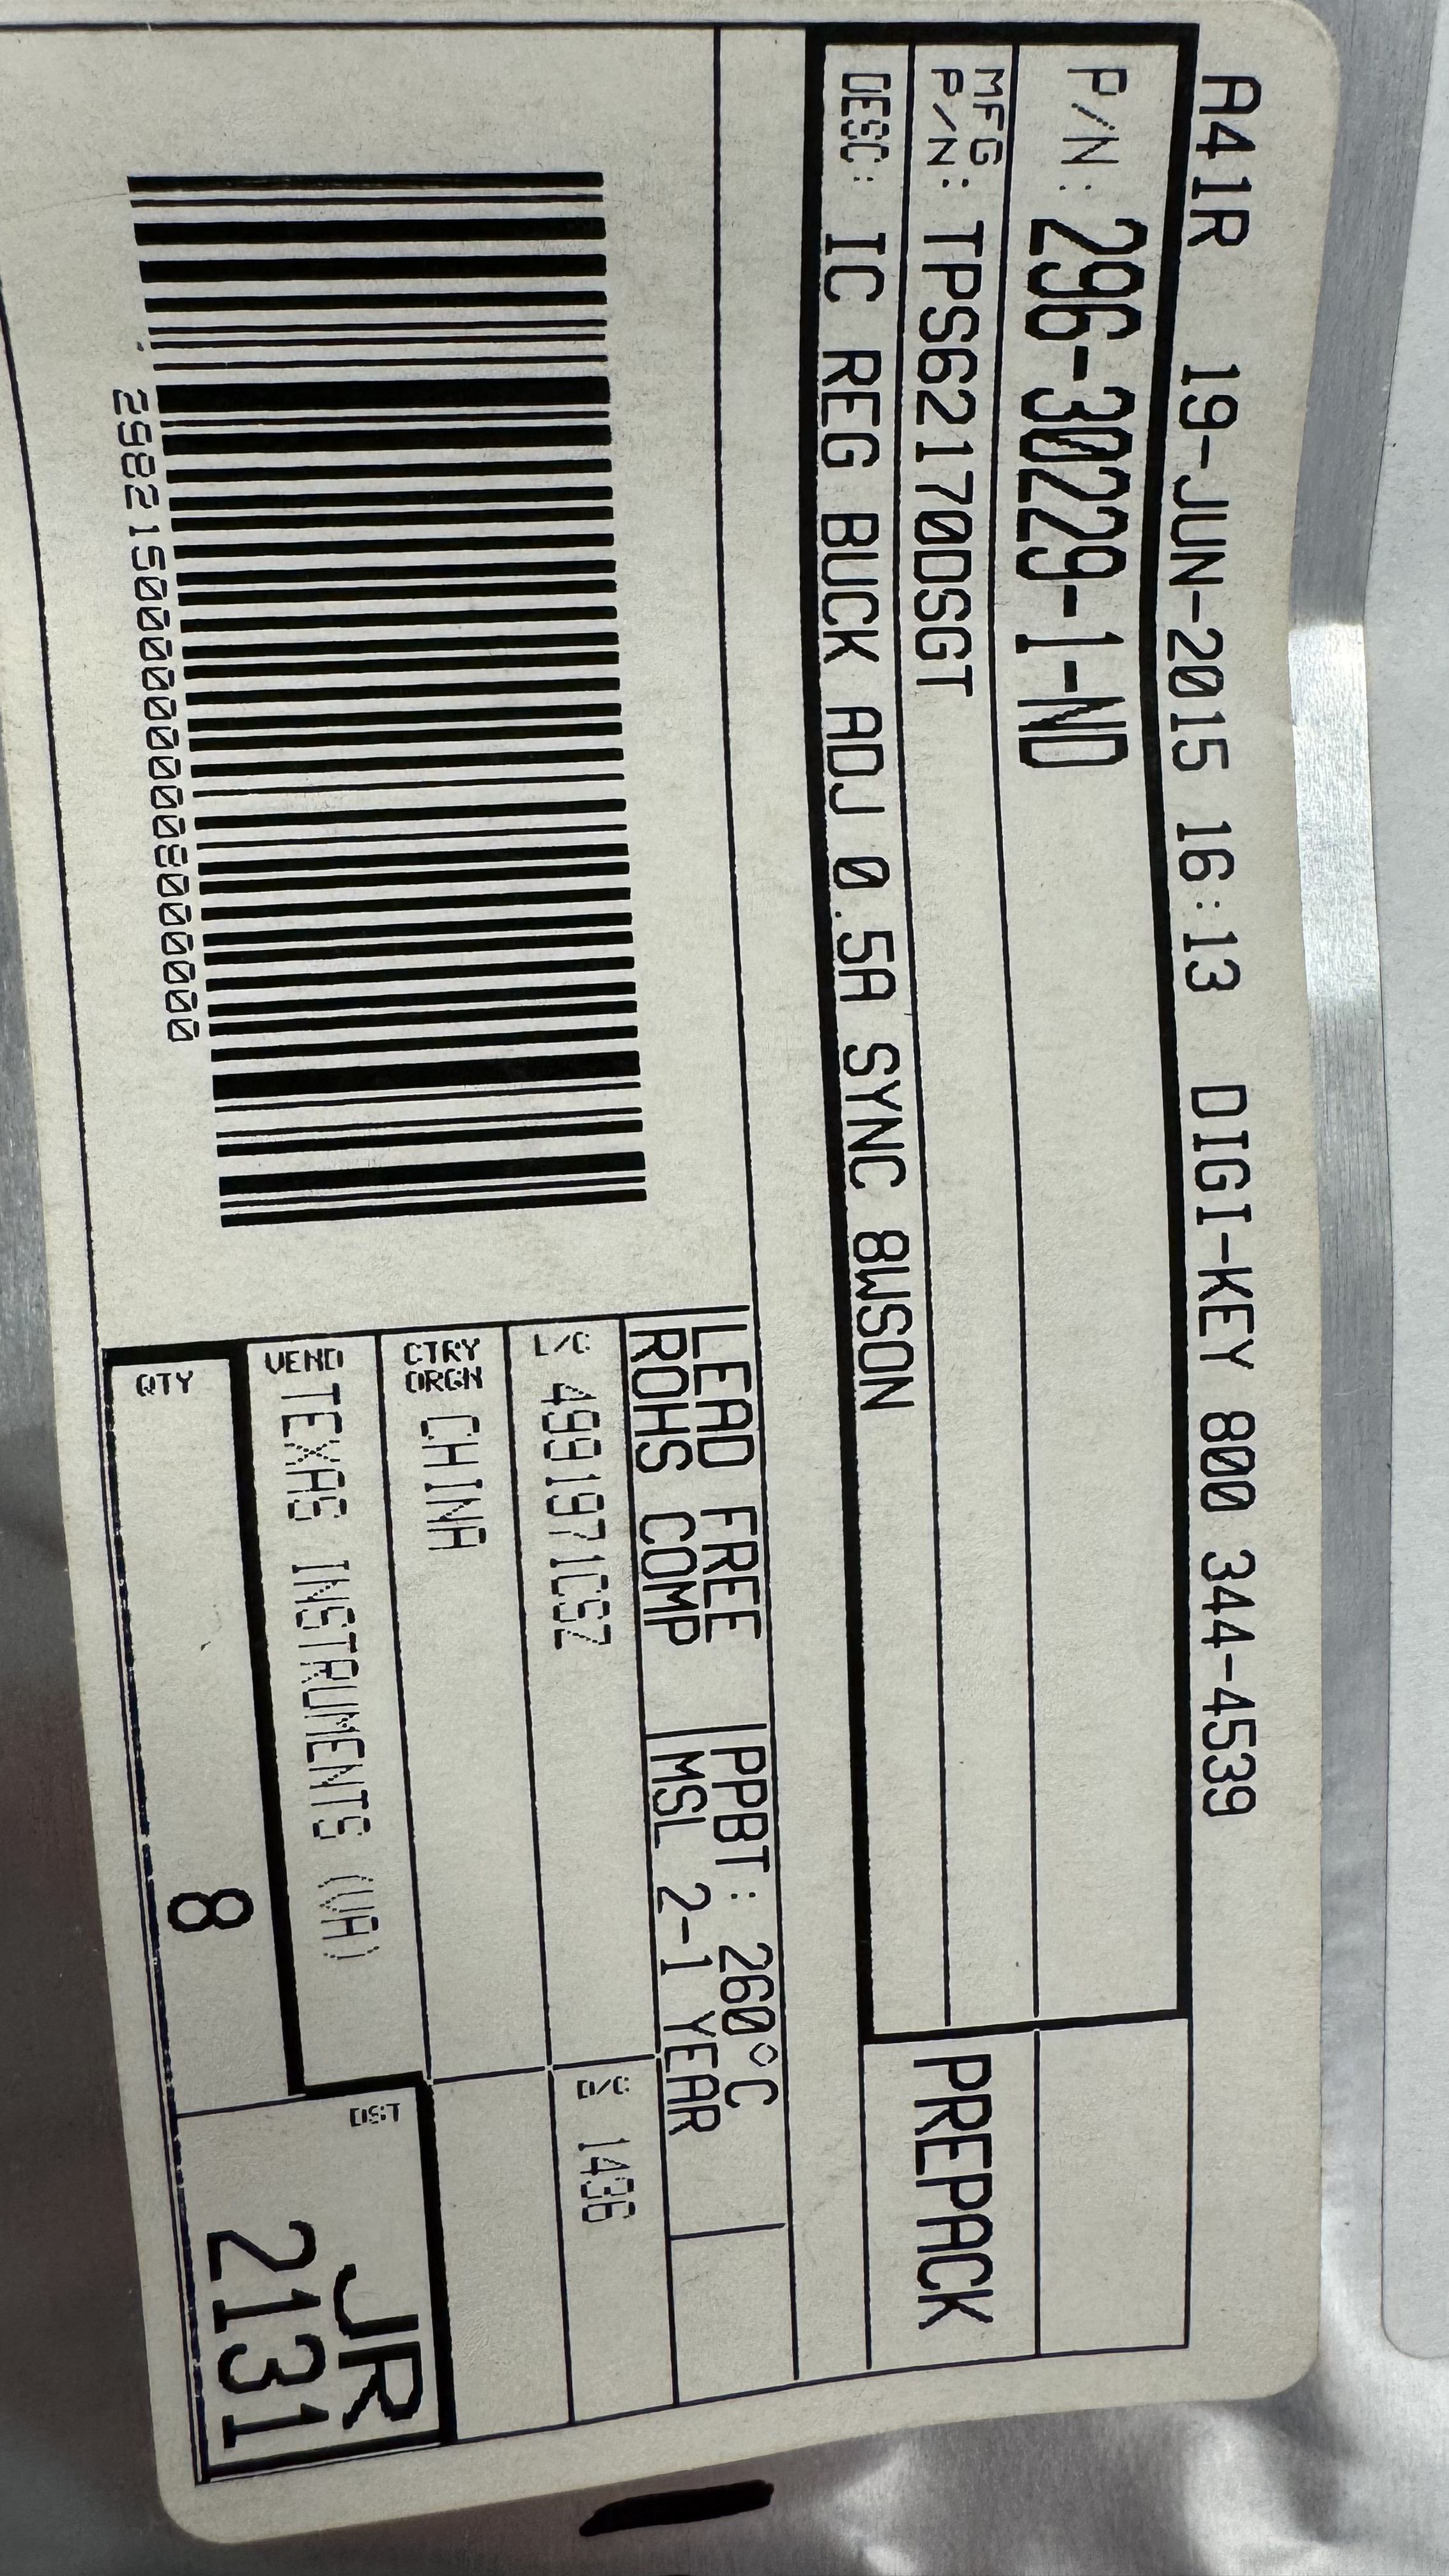 A41R 19-JUN-2015 16:13 DIGI-KEY 800 344-4539
P/N: 296-30229-1-ND
MFG P/N: TPS62170DSGT
PREPACK
DESC: IC REG BUCK ADJ 0.5A SYNC 8WSON
LEAD FREE
ROHS COMP
PPBT: 260°C
MSL 2-1 YEAR
L/C 4991971CSZ
D/C 1436
CTRY ORGN CHINA
VEND TEXAS INSTRUMENTS (VA)
QTY 8
DST JR
2131